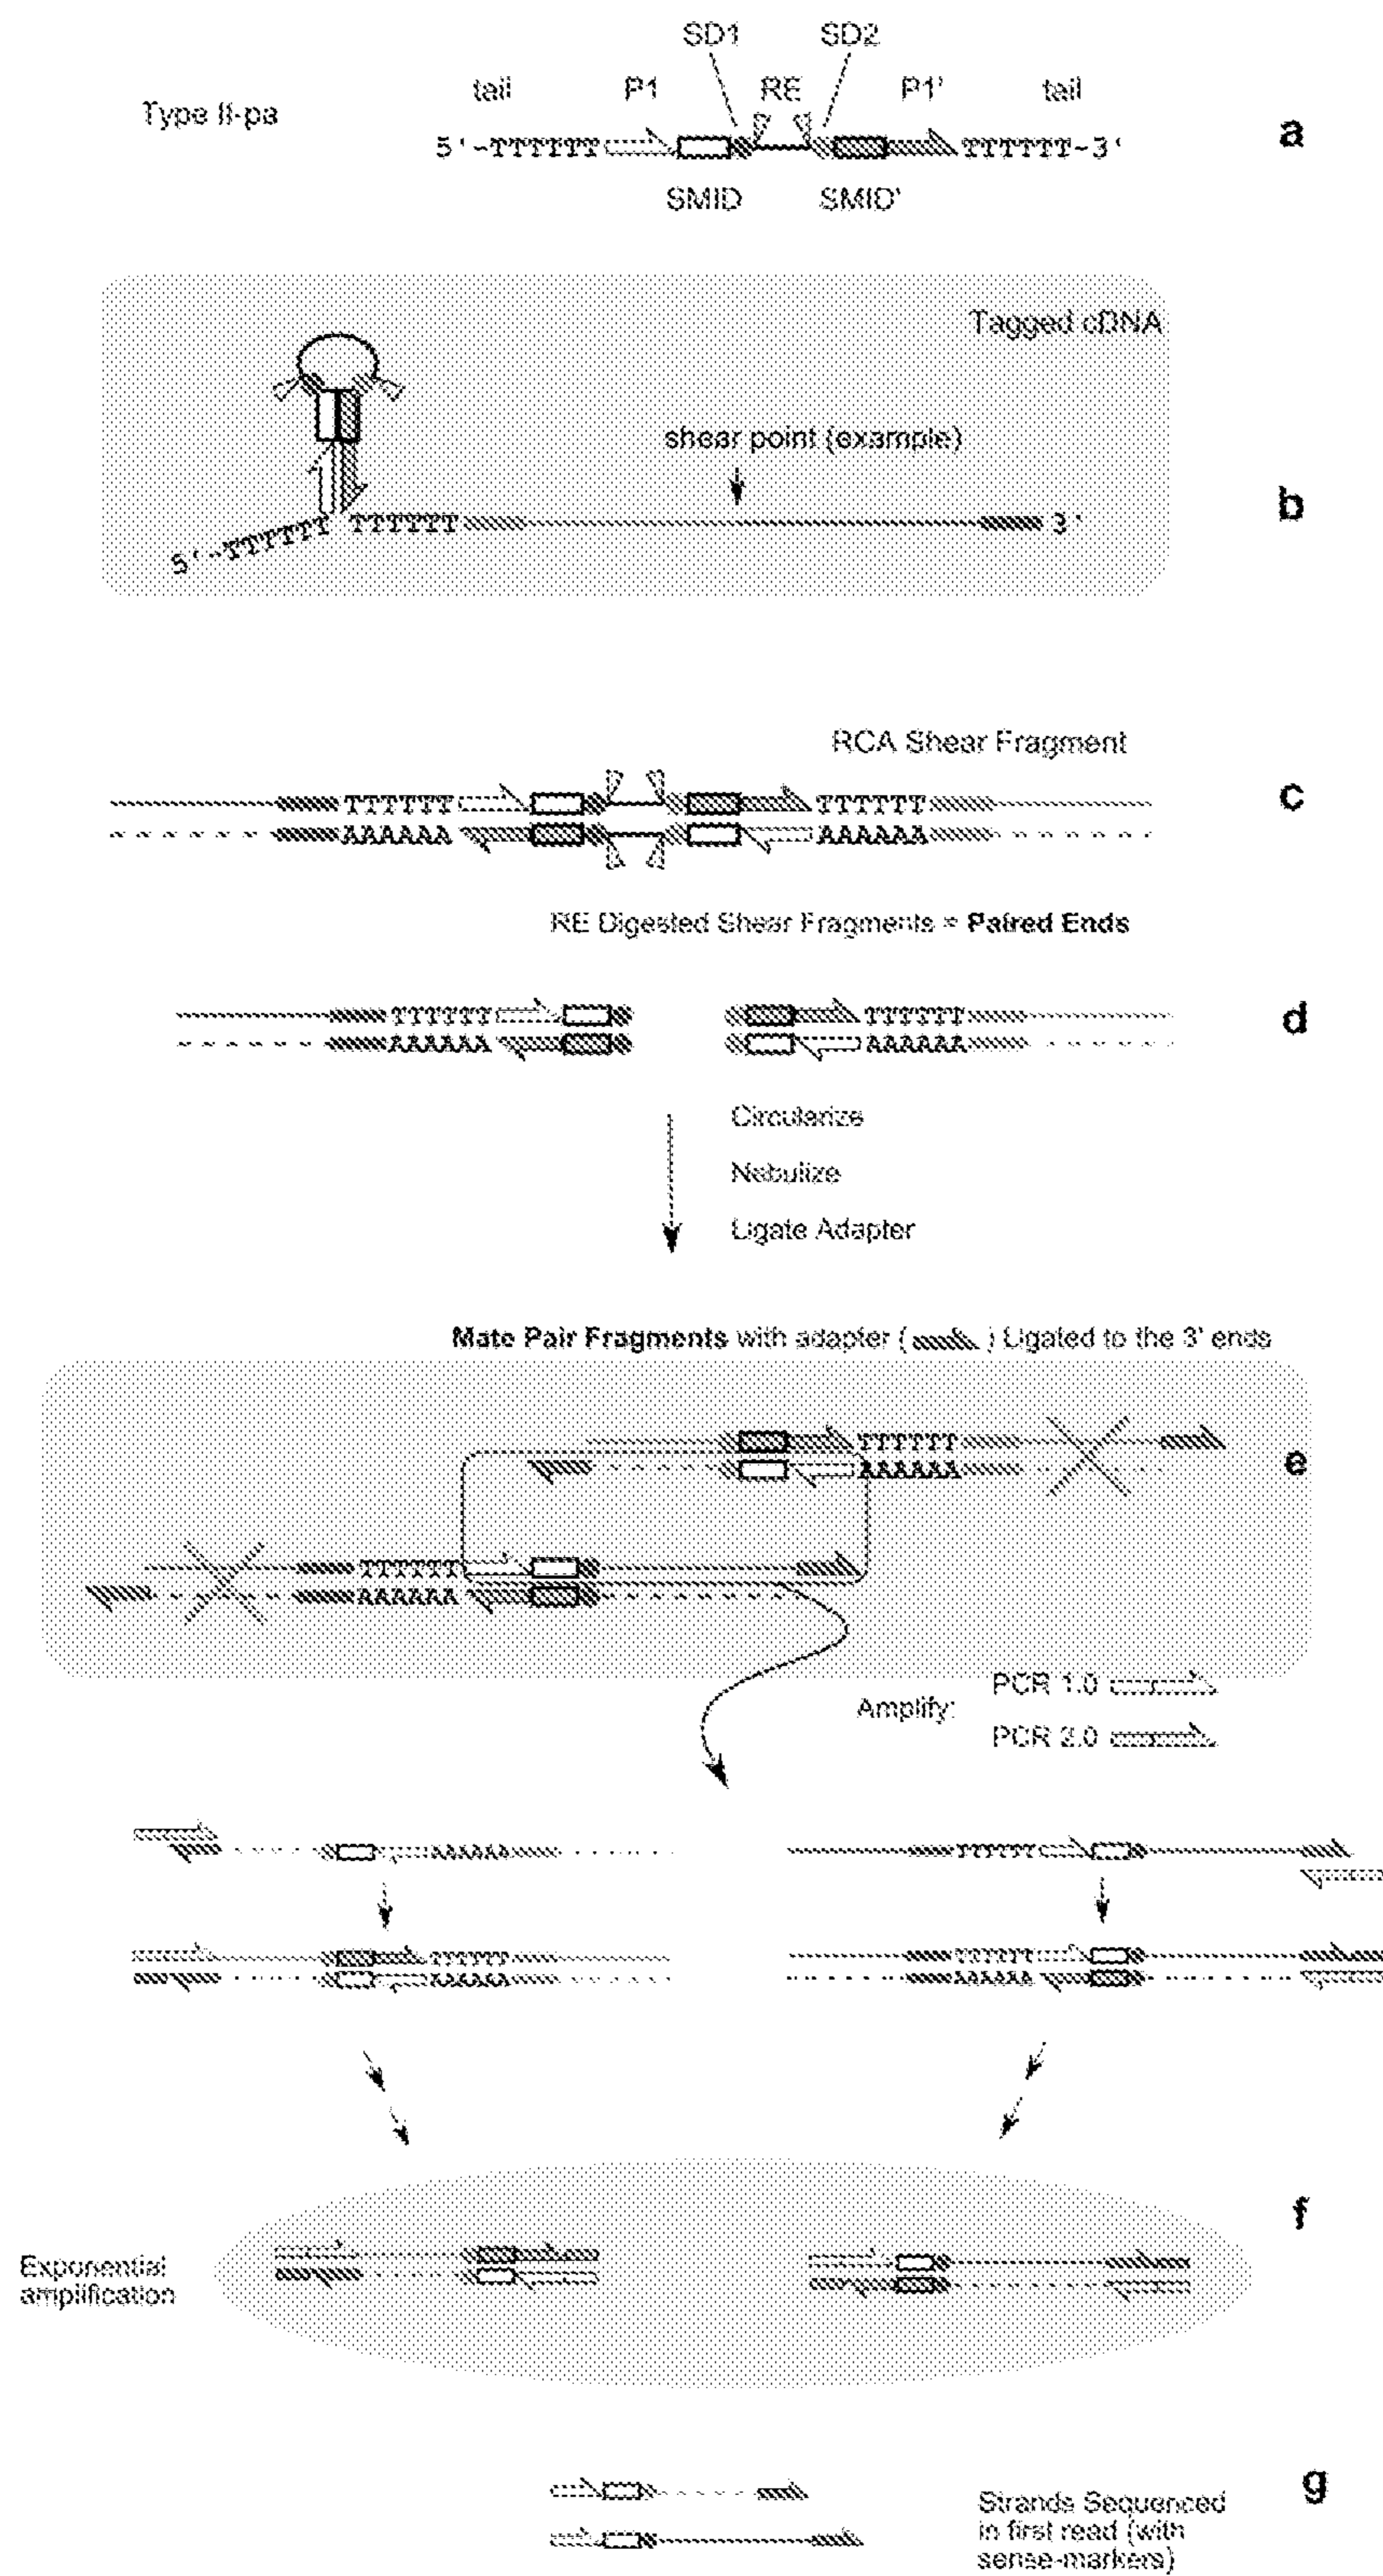 SD1 SD2
tail P1 RE P1' tail
Type II-pa
a
5'-TTTTTT TTTTTT-3'
SMID SMID'
Tagged cDNA
shear point (example)
b
5'-TTTTTT TTTTTT 3'
RCA Shear Fragment
c
TTTTTT TTTTTT
AAAAAA AAAAAA
RE Digested Shear Fragments = Paired Ends
d
TTTTTT TTTTTT
AAAAAA AAAAAA
Circularize
Nebulize
Ligate Adapter
Mate Pair Fragments with adapter ( ) Ligated to the 3' ends
TTTTTT
e
AAAAAA
TTTTTT
AAAAAA
PCR 1.0
Amplify:
PCR 2.0
AAAAAA TTTTTT
TTTTTT TTTTTT
AAAAAA AAAAAA
f
Exponential
amplification
g
Strands Sequenced
in first read (with
sense-markers)